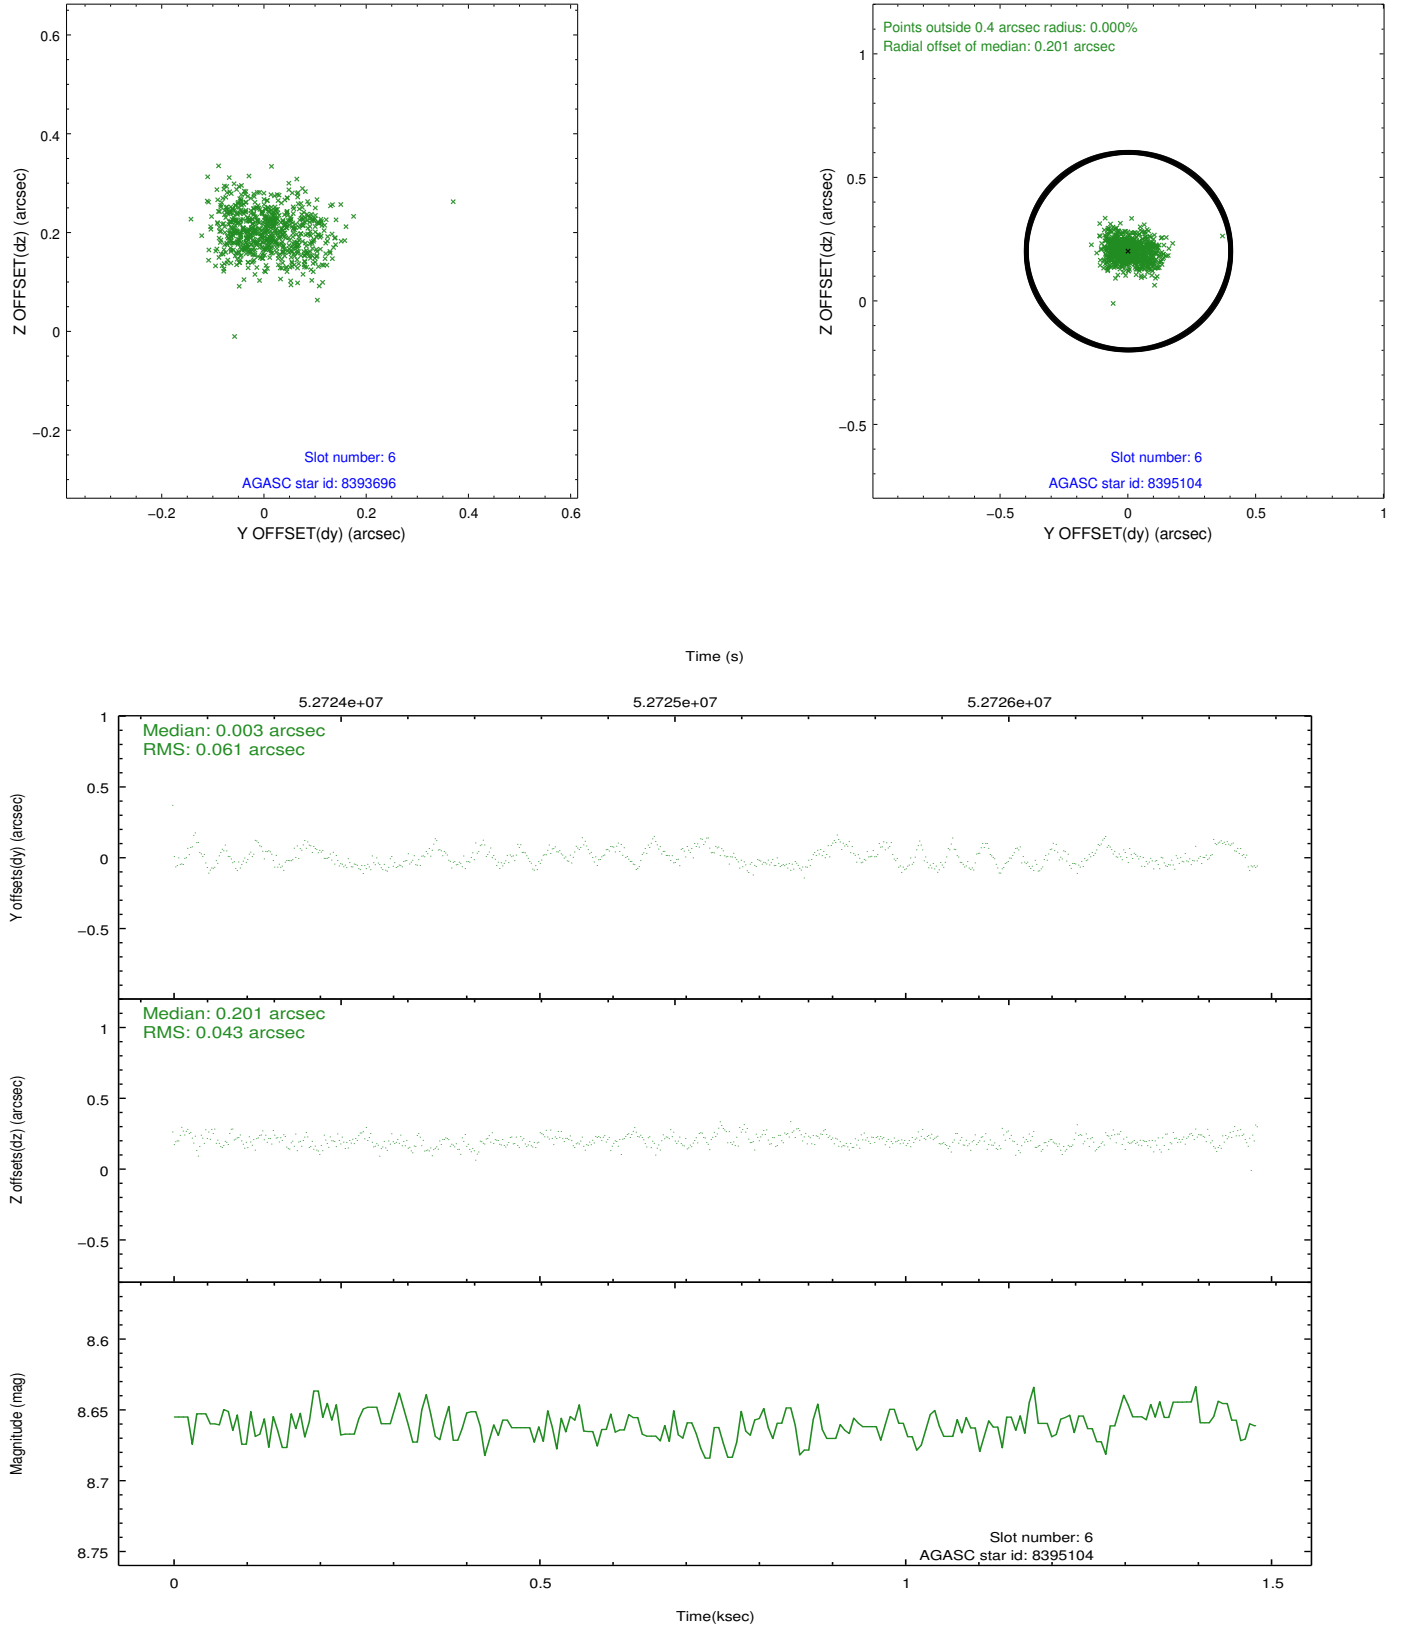 0.6
0.4
0.2
0
−0.2
Z OFFSET(dz) (arcsec)
Slot number: 6
AGASC star id: 8393696
−0.2
0
0.2
0.4
0.6
Y OFFSET(dy) (arcsec)
Points outside 0.4 arcsec radius: 0.000%
Radial offset of median: 0.201 arcsec
1
0.5
0
−0.5
Z OFFSET(dz) (arcsec)
Slot number: 6
AGASC star id: 8395104
−0.5
0
0.5
1
Y OFFSET(dy) (arcsec)
Time (s)
5.2724e+07
5.2725e+07
5.2726e+07
Median: 0.003 arcsec
RMS: 0.061 arcsec
1
0.5
0
−0.5
Y offsets(dy) (arcsec)
Median: 0.201 arcsec
RMS: 0.043 arcsec
1
0.5
0
−0.5
Z offsets(dz) (arcsec)
8.6
8.65
8.7
8.75
Magnitude (mag)
Slot number: 6
AGASC star id: 8395104
0
0.5
1
1.5
Time(ksec)